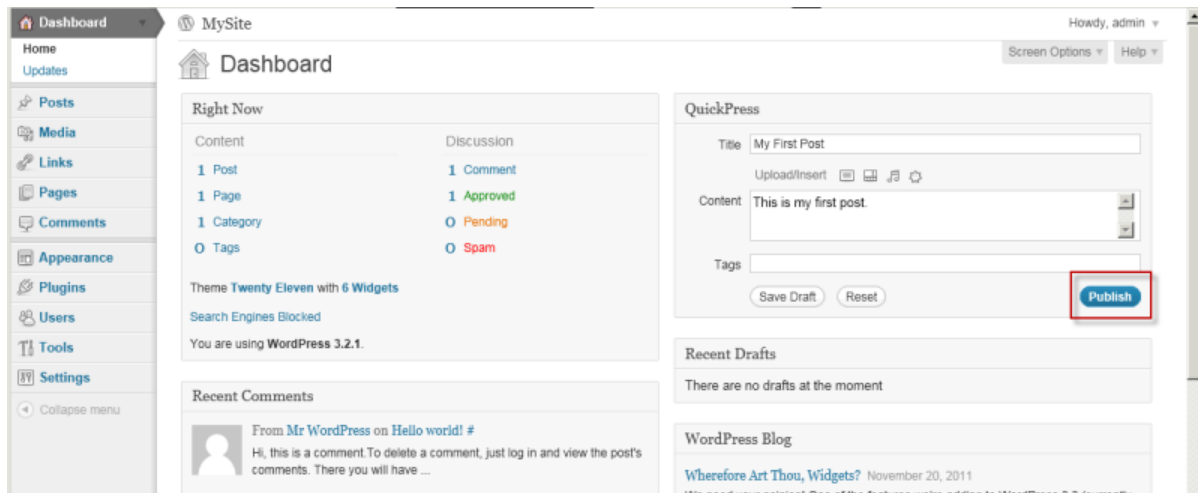 Dashboard
Home
Updates
Posts
Media
Links
Pages
Comments
Appearance
Plugins
Users
Tools
Settings
Collapse menu
MySite
Howdy, admin
Screen Options
Help
Dashboard
Right Now
Content
Discussion
1 Post
1 Comment
1 Page
1 Approved
1 Category
0 Pending
0 Tags
0 Spam
Theme Twenty Eleven with 6 Widgets
Search Engines Blocked
You are using WordPress 3.2.1.
Recent Comments
From Mr WordPress on Hello world! #
Hi, this is a comment.To delete a comment, just log in and view the post's
comments. There you will have ...
QuickPress
Title My First Post
Upload/Insert
Content This is my first post.
Tags
Save Draft Reset Publish
Recent Drafts
There are no drafts at the moment
WordPress Blog
Wherefore Art Thou, Widgets? November 20, 2011